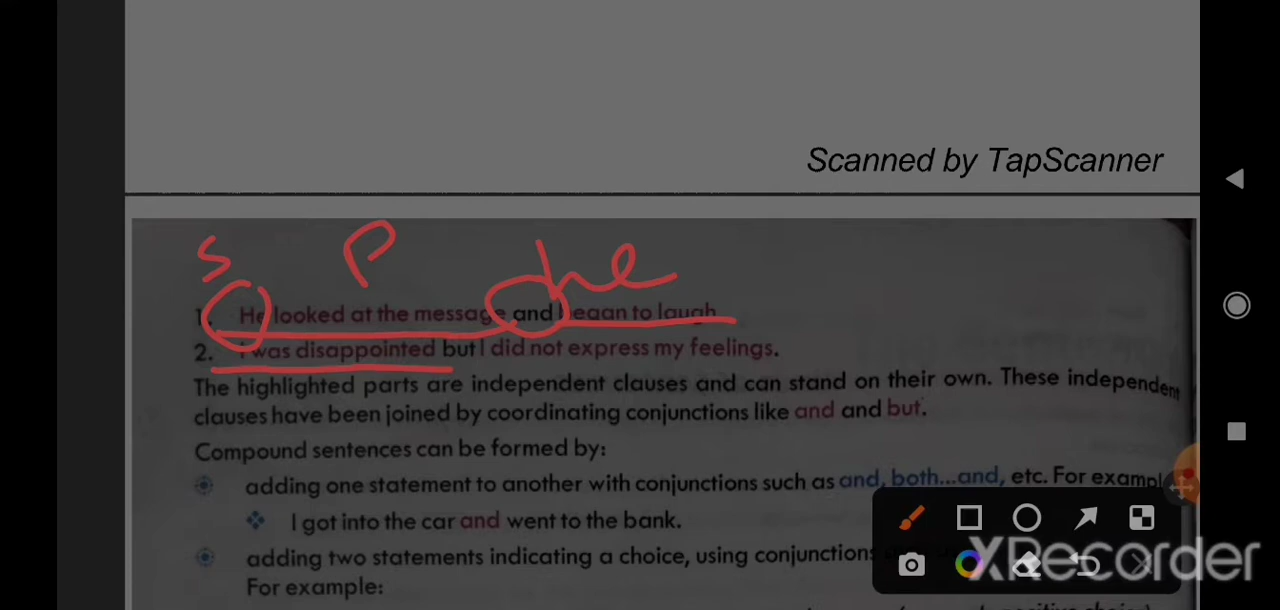 Scanned by TapScanner
S P he
1. He looked at the message and began to laugh
2. I was disappointed but I did not express my feelings.
The highlighted parts are independent clauses and can stand on their own. These independent
clauses have been joined by coordinating conjunctions like and and but.
Compound sentences can be formed by:
adding one statement to another with conjunctions such as and, both...and, etc. For exampl
I got into the car and went to the bank.
adding two statements indicating a choice, using conjunctions
For example:
XRecorder